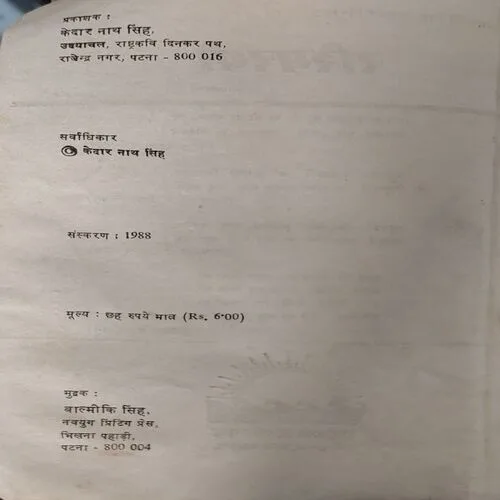 प्रकाशक :
केदार नाथ सिंह,
उदयाचल, राष्ट्रकवि दिनकर पथ,
राजेन्द्र नगर, पटना - 800 016
सर्वाधिकार
© केदार नाथ सिंह
संस्करण : 1988
मूल्य : छह रुपये मात्र (Rs. 6·00)
मुद्रक :
बाल्मीकि सिंह,
नवयुग प्रिंटिग प्रेस,
भिखना पहाड़ी,
पटना - 800 004